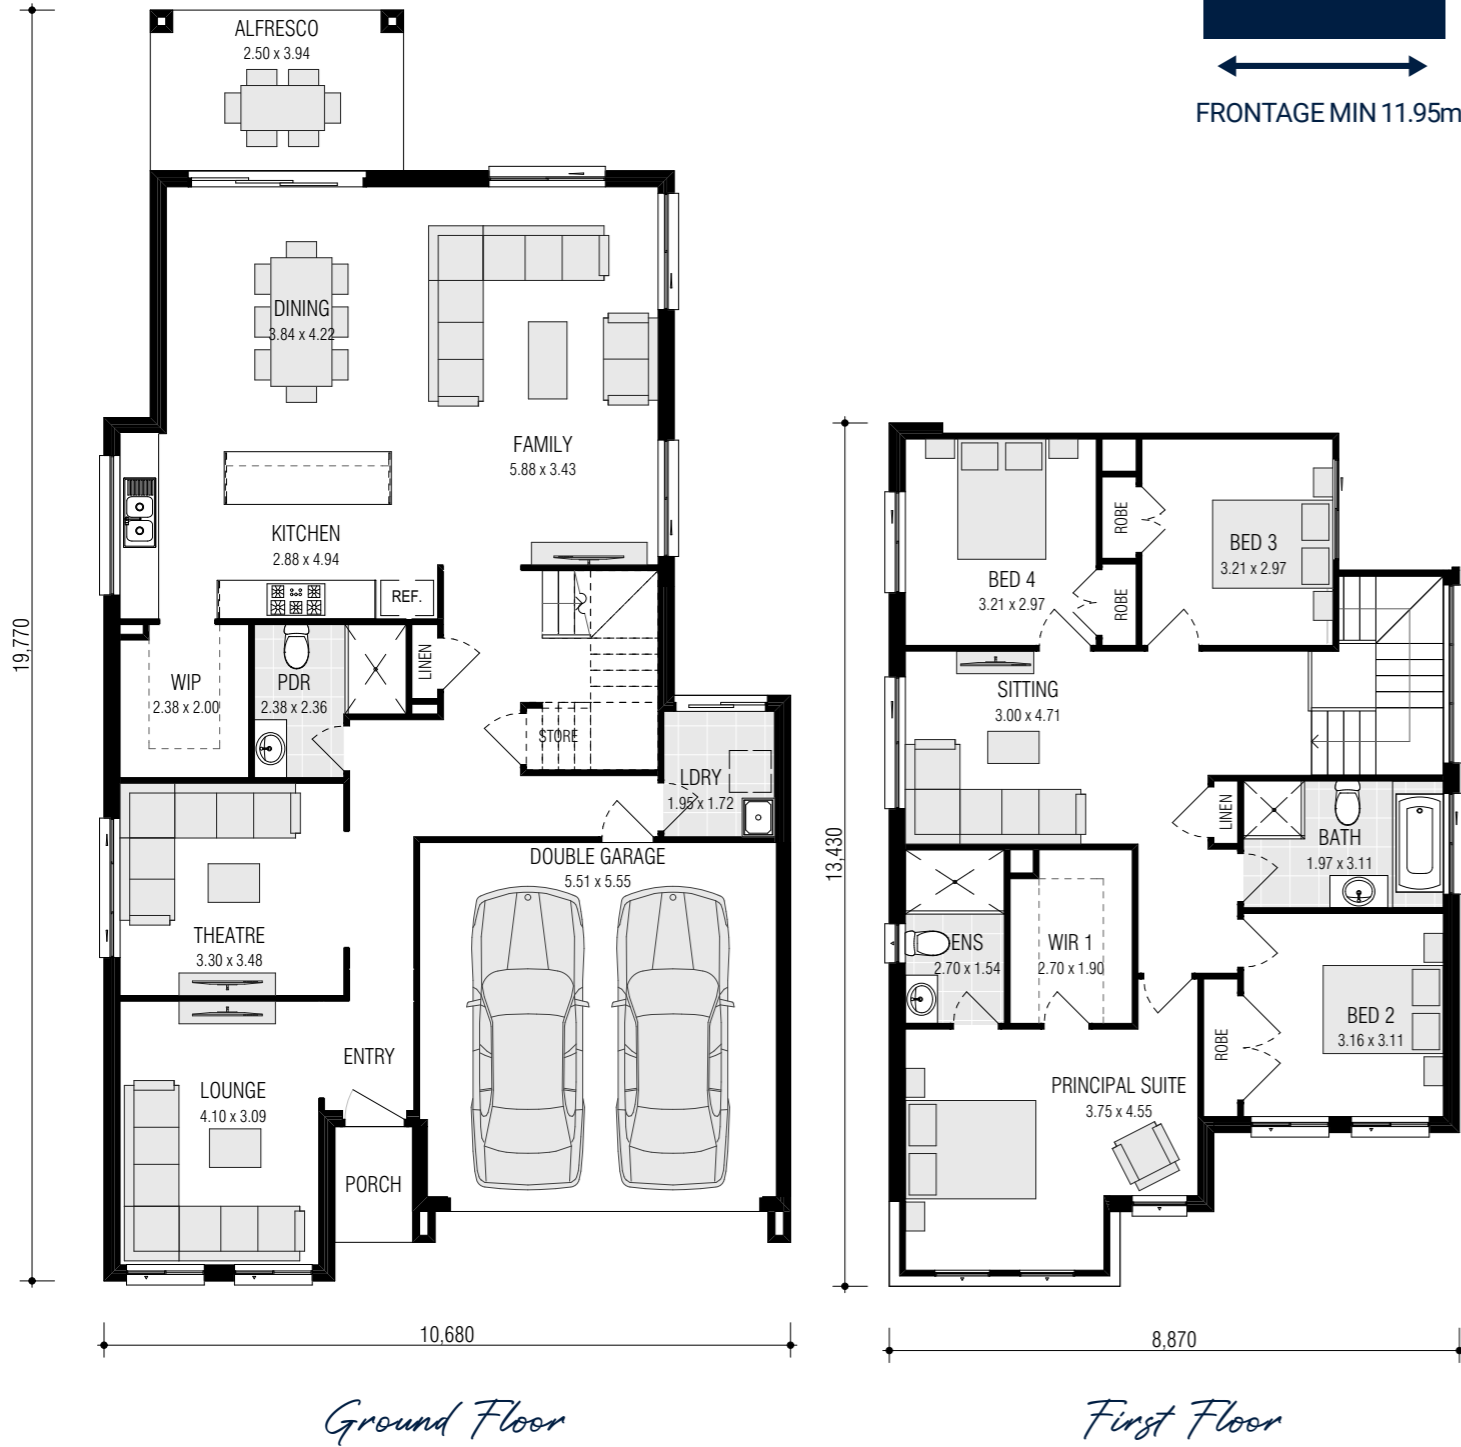 FRONTAGE MIN 11.95m
ALFRESCO
2.50 x 3.94
DINING
3.84 x 4.22
FAMILY
5.88 x 3.43
KITCHEN
2.88 x 4.94
REF.
19,770
WIP
2.38 x 2.00
PDR
2.38 x 2.36
LINEN
STORE
LDRY
1.95 x 1.72
DOUBLE GARAGE
5.51 x 5.55
THEATRE
3.30 x 3.48
ENTRY
LOUNGE
4.10 x 3.09
PORCH
10,680
Ground Floor
13,430
BED 4
3.21 x 2.97
ROBE
ROBE
BED 3
3.21 x 2.97
SITTING
3.00 x 4.71
LINEN
BATH
1.97 x 3.11
ENS
2.70 x 1.54
WIR 1
2.70 x 1.90
ROBE
BED 2
3.16 x 3.11
PRINCIPAL SUITE
3.75 x 4.55
8,870
First Floor